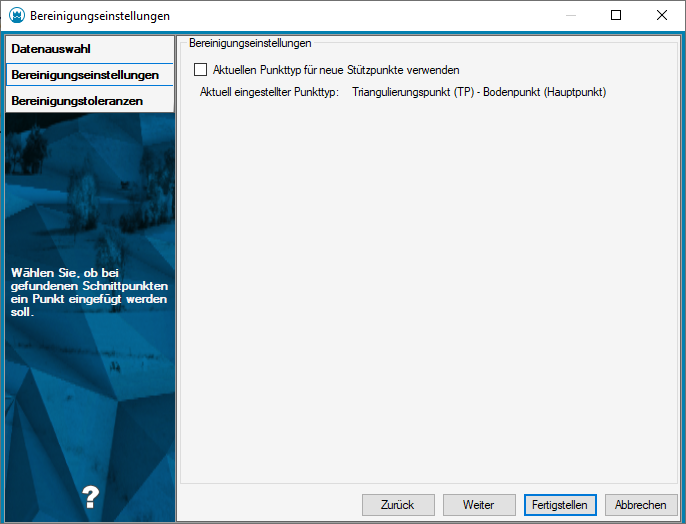 Bereinigungseinstellungen
Datenauswahl
Bereinigungseinstellungen
Bereinigungstoleranzen
Wählen Sie, ob bei
gefundenen Schnittpunkten
ein Punkt eingefügt werden
soll.
?
Bereinigungseinstellungen
Aktuellen Punkttyp für neue Stützpunkte verwenden
Aktuell eingestellter Punkttyp: Triangulierungspunkt (TP) - Bodenpunkt (Hauptpunkt)
Zurück Weiter Fertigstellen Abbrechen